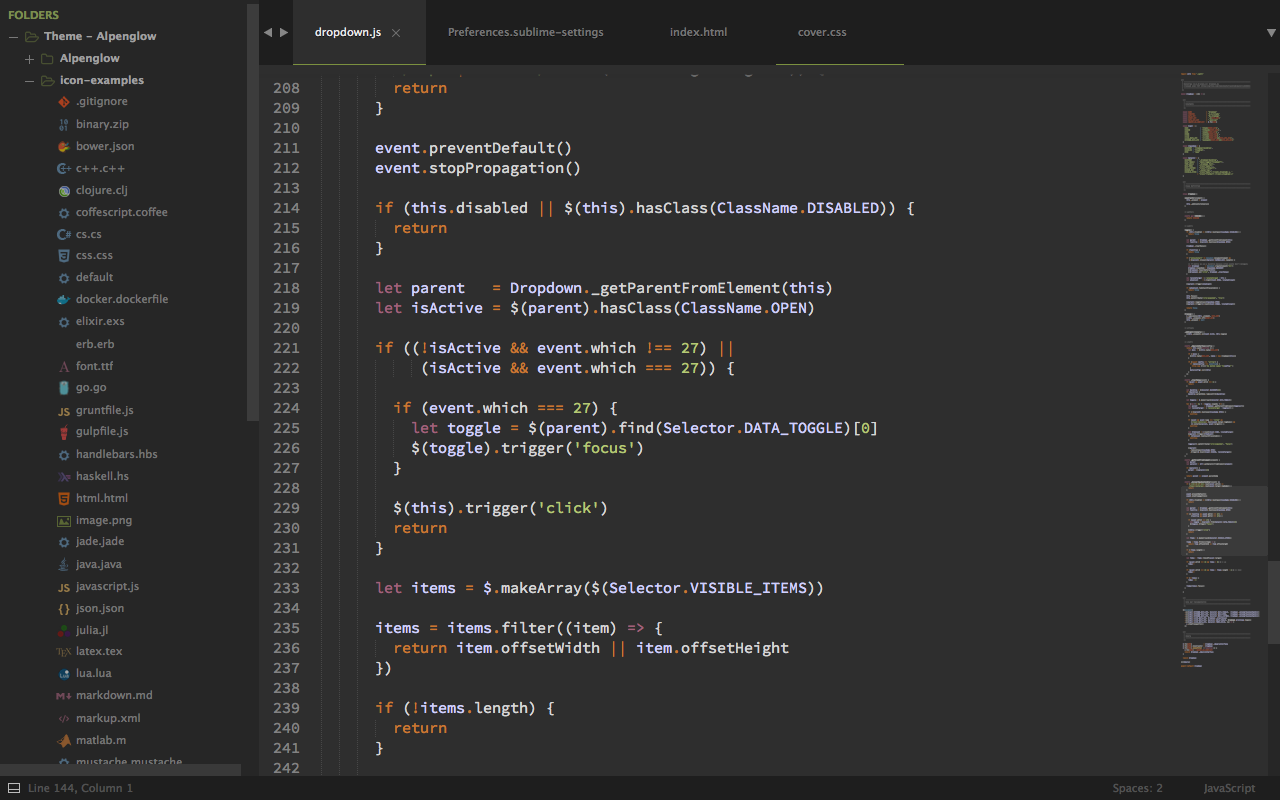 FOLDERS
Theme - Alpenglow
Alpenglow
icon-examples
.gitignore
binary.zip
bower.json
c++.c++
clojure.clj
coffescript.coffee
cs.cs
css.css
default
docker.dockerfile
elixir.exs
erb.erb
font.ttf
go.go
gruntfile.js
gulpfile.js
handlebars.hbs
haskell.hs
html.html
image.png
jade.jade
java.java
javascript.js
json.json
julia.jl
latex.tex
lua.lua
markdown.md
markup.xml
matlab.m
mustache.mustache
dropdown.js
Preferences.sublime-settings
index.html
cover.css
208 return
209 }
210
211 event.preventDefault()
212 event.stopPropagation()
213
214 if (this.disabled || $(this).hasClass(ClassName.DISABLED)) {
215 return
216 }
217
218 let parent   = Dropdown._getParentFromElement(this)
219 let isActive = $(parent).hasClass(ClassName.OPEN)
220
221 if ((!isActive && event.which !== 27) ||
222 (isActive && event.which === 27)) {
223
224 if (event.which === 27) {
225 let toggle = $(parent).find(Selector.DATA_TOGGLE)[0]
226 $(toggle).trigger('focus')
227 }
228
229 $(this).trigger('click')
230 return
231 }
232
233 let items = $.makeArray($(Selector.VISIBLE_ITEMS))
234
235 items = items.filter((item) => {
236 return item.offsetWidth || item.offsetHeight
237 })
238
239 if (!items.length) {
240 return
241 }
242
Line 144, Column 1
Spaces: 2
JavaScript